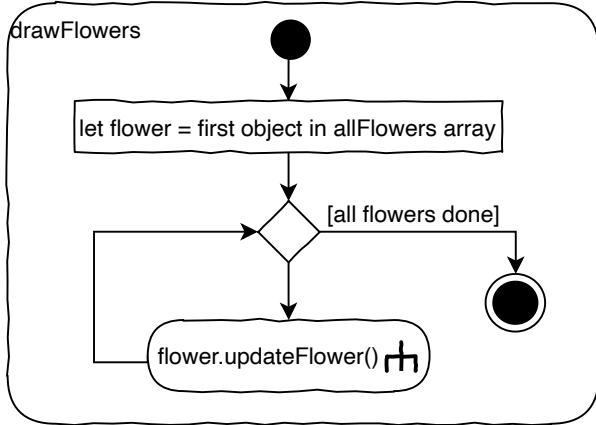 drawFlowers
let flower = first object in allFlowers array
[all flowers done]
flower.updateFlower()